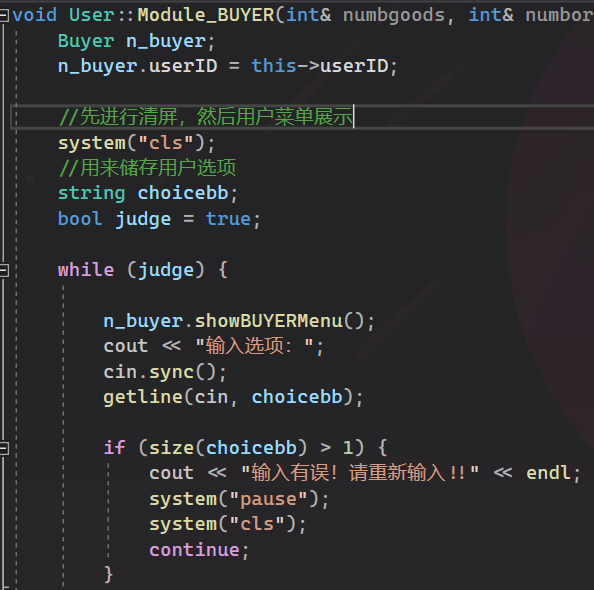 void User::Module_BUYER(int& numbgoods, int& numbor
Buyer n_buyer;
n_buyer.userID = this->userID;
//先进行清屏，然后用户菜单展示
system("cls");
//用来储存用户选项
string choicebb;
bool judge = true;
while (judge) {
n_buyer.showBUYERMenu();
cout << "输入选项：";
cin.sync();
getline(cin, choicebb);
if (size(choicebb) > 1) {
cout << "输入有误！请重新输入!!" << endl;
system("pause");
system("cls");
continue;
}